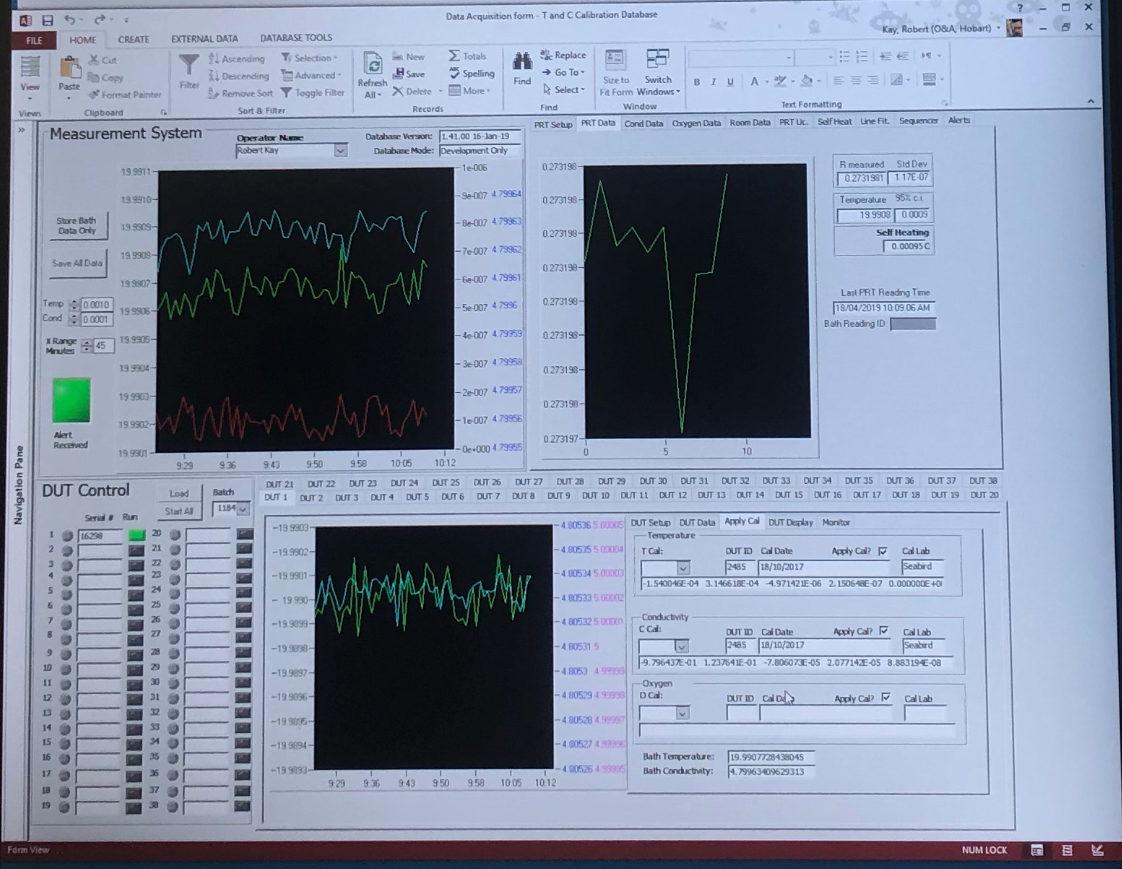 Data Acquisition form - T and C Calibration Database
Kay, Robert (O&A, Hobart)
FILE HOME CREATE EXTERNAL DATA DATABASE TOOLS
View Paste Cut Copy Format Painter
Filter Ascending Descending Remove Sort Selection Advanced Toggle Filter
Refresh All New Save Delete Totals Spelling More
Find Replace Go To Select
Size to Fit Form Switch Windows
B I U A
Views Clipboard Sort & Filter Records Find Window Text Formatting
Measurement System
Operator Name
Robert Kay
Database Version: 1.41.00 16-Jan-19
Database Mode: Development Only
Store Bath Data Only
Save All Data
Temp 0.0010
Cond 0.0001
X Range Minutes 45
Alert Received
19.9911
19.9910
19.9909
19.9908
19.9907
19.9906
19.9905
19.9904
19.9903
19.9902
19.9901
1e-006
9e-007 4.79964
8e-007 4.79963
7e-007 4.79962
6e-007 4.79961
5e-007 4.7996
4e-007 4.79959
3e-007 4.79958
2e-007 4.79957
1e-007 4.79956
0e+000 4.79955
9:29 9:36 9:43 9:50 9:58 10:05 10:12
PRT Setup PRT Data Cond Data Oxygen Data Room Data PRT Uc. Self Heat Line Fit. Sequencer Alerts
0.273198
0.273198
0.273198
0.273198
0.273198
0.273198
0.273198
0.273198
0.273197
0 5 10
R measured Std Dev
0.2731981 1.17E-07
Temperature 95% c.i.
19.9908 0.0009
Self Heating
0.00095C
Last PRT Reading Time
18/04/2019 10:09:06 AM
Bath Reading ID
Navigation Pane
DUT Control
Load
Start All
Batch
1184
Serial # Run
1 16298 20
2 21
3 22
4 23
5 24
6 25
7 26
8 27
9 28
10 29
11 30
12 31
13 32
14 33
15 34
16 35
17 36
18 37
19 38
DUT 21 DUT 22 DUT 23 DUT 24 DUT 25 DUT 26 DUT 27 DUT 28 DUT 29 DUT 30 DUT 31 DUT 32 DUT 33 DUT 34 DUT 35 DUT 36 DUT 37 DUT 38
DUT 1 DUT 2 DUT 3 DUT 4 DUT 5 DUT 6 DUT 7 DUT 8 DUT 9 DUT 10 DUT 11 DUT 12 DUT 13 DUT 14 DUT 15 DUT 16 DUT 17 DUT 18 DUT 19 DUT 20
19.9903
19.9902
19.9901
19.990
19.9899
19.9898
19.9897
19.9896
19.9895
19.9894
19.9893
4.80536 5.00005
4.80535 5.00004
4.80534 5.00003
4.80533 5.00002
4.80532 5.00001
4.80531 5
4.8053 4.99999
4.80529 4.99998
4.80528 4.99997
4.80527 4.99996
4.80526 4.99995
9:29 9:36 9:43 9:50 9:58 10:05 10:12
DUT Setup DUT Data Apply Cal DUT Display Monitor
Temperature
T Cal: DUT ID Cal Date Apply Cal? Cal Lab
2485 18/10/2017 Seabird
-1.540046E-04 3.146618E-04 -4.971421E-06 2.150648E-07 0.000000E+0
Conductivity
C Cal: DUT ID Cal Date Apply Cal? Cal Lab
2485 18/10/2017 Seabird
-9.796437E-01 1.237641E-01 -7.806073E-05 2.077142E-05 8.883194E-08
Oxygen
O Cal: DUT ID Cal Da Apply Cal? Cal Lab
Bath Temperature: 19.9907728438045
Bath Conductivity: 4.79963409629313
Form View
NUM LOCK